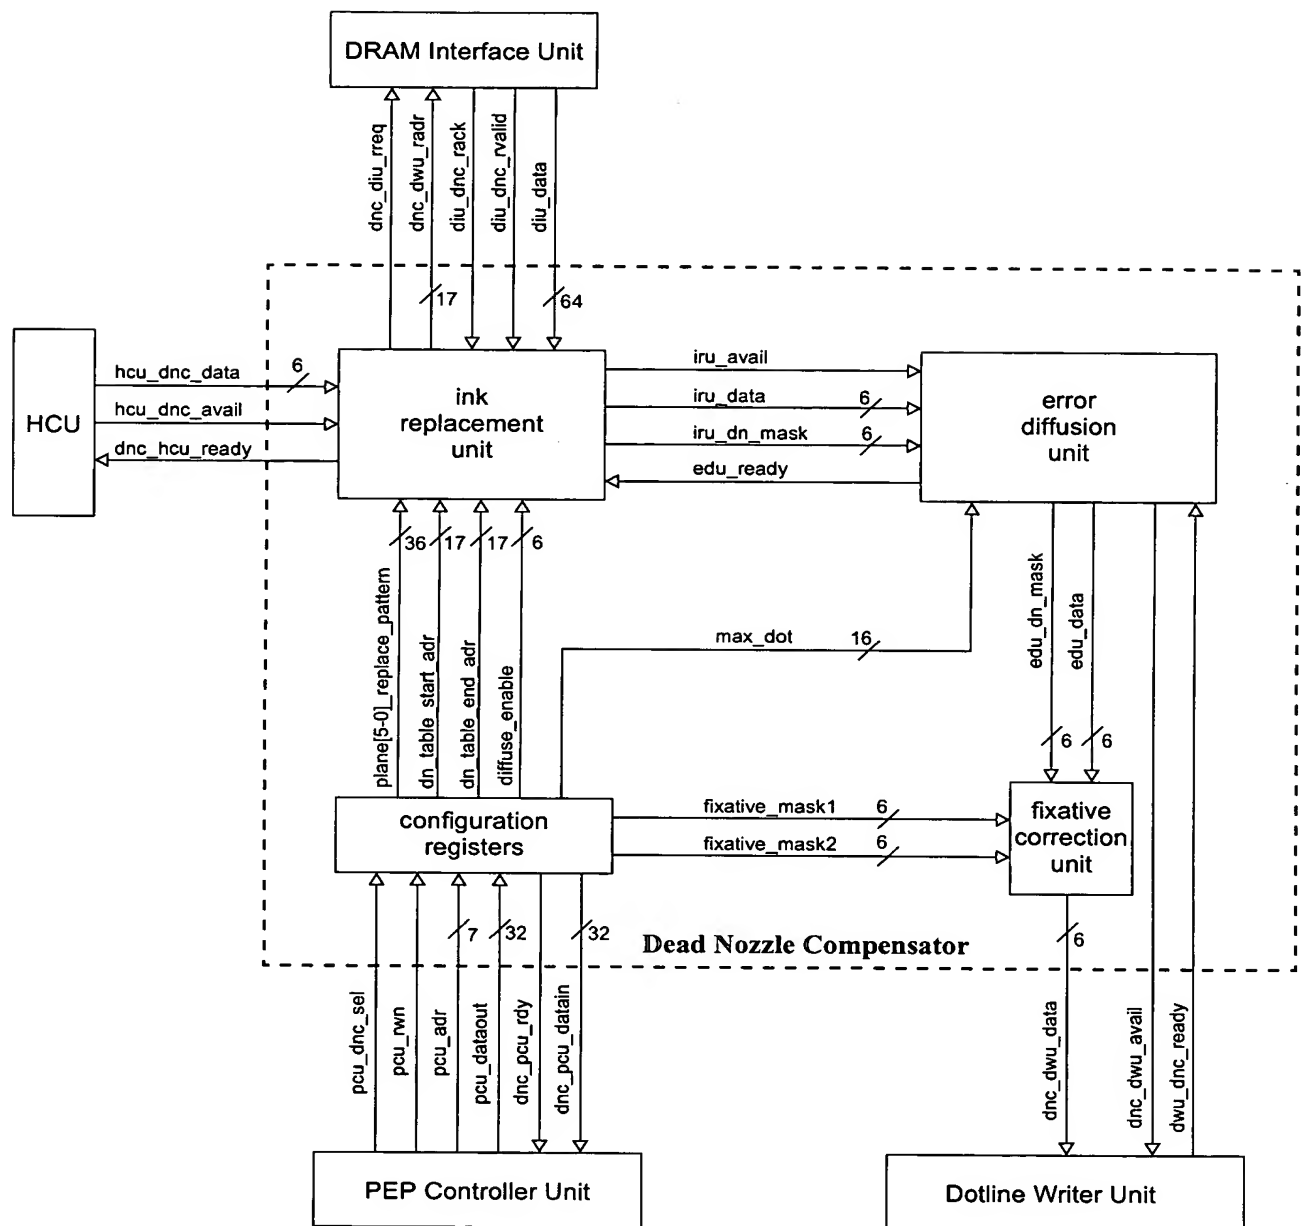 DRAM Interface Unit
dnc_diu_rreq
dnc_dwu_radr
diu_dnc_rack
diu_dnc_rvalid
diu_data
17
64
HCU
hcu_dnc_data
6
hcu_dnc_avail
dnc_hcu_ready
ink
replacement
unit
iru_avail
iru_data
6
iru_dn_mask
6
edu_ready
error
diffusion
unit
36
17
17
6
plane[5-0]_replace_pattern
dn_table_start_adr
dn_table_end_adr
diffuse_enable
max_dot
16
edu_dn_mask
edu_data
6
6
configuration
registers
fixative_mask1
6
fixative_mask2
6
fixative
correction
unit
7
32
32
6
Dead Nozzle Compensator
pcu_dnc_sel
pcu_rwn
pcu_adr
pcu_dataout
dnc_pcu_rdy
dnc_pcu_datain
dnc_dwu_data
dnc_dwu_avail
dwu_dnc_ready
PEP Controller Unit
Dotline Writer Unit